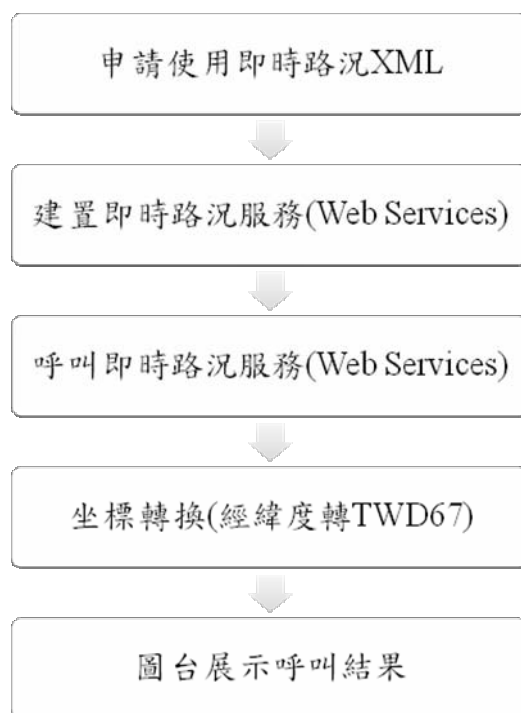 申請使用即時路況XML
建置即時路況服務(Web Services)
呼叫即時路況服務(Web Services)
坐標轉換(經緯度轉TWD67)
圖台展示呼叫結果